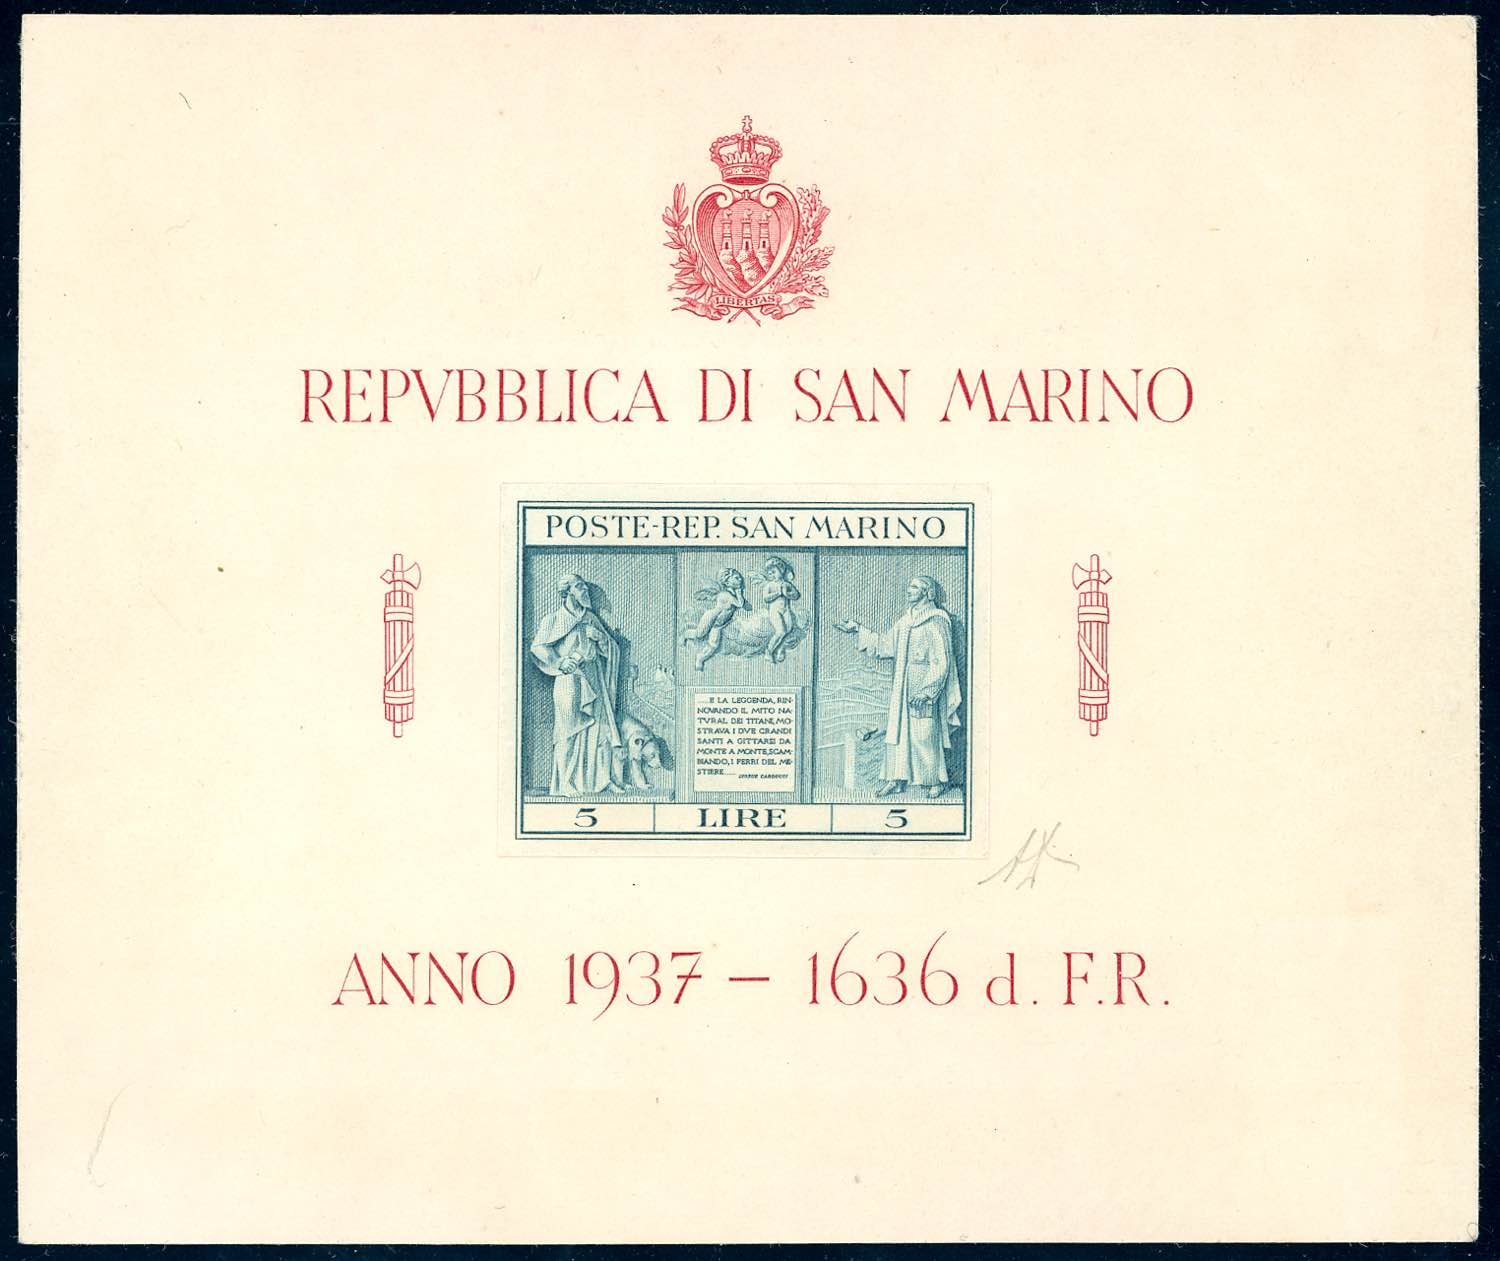 LIBERTAS
REPVBBLICA DI SAN MARINO
POSTE-REP. SAN MARINO
.....E LA LEGGENDA, RIN-
NOVANDO IL MITO NA-
TVRAL DEI TITANI, MO-
STRAVA I DVE GRANDI
SANTI A GITTARSI DA
MONTE A MONTE, SCAM-
BIANDO, I FERRI DEL ME-
STIERE.....  GIOSUE CARDUCCI
5 LIRE 5
ANNO 1937 – 1636 d. F.R.